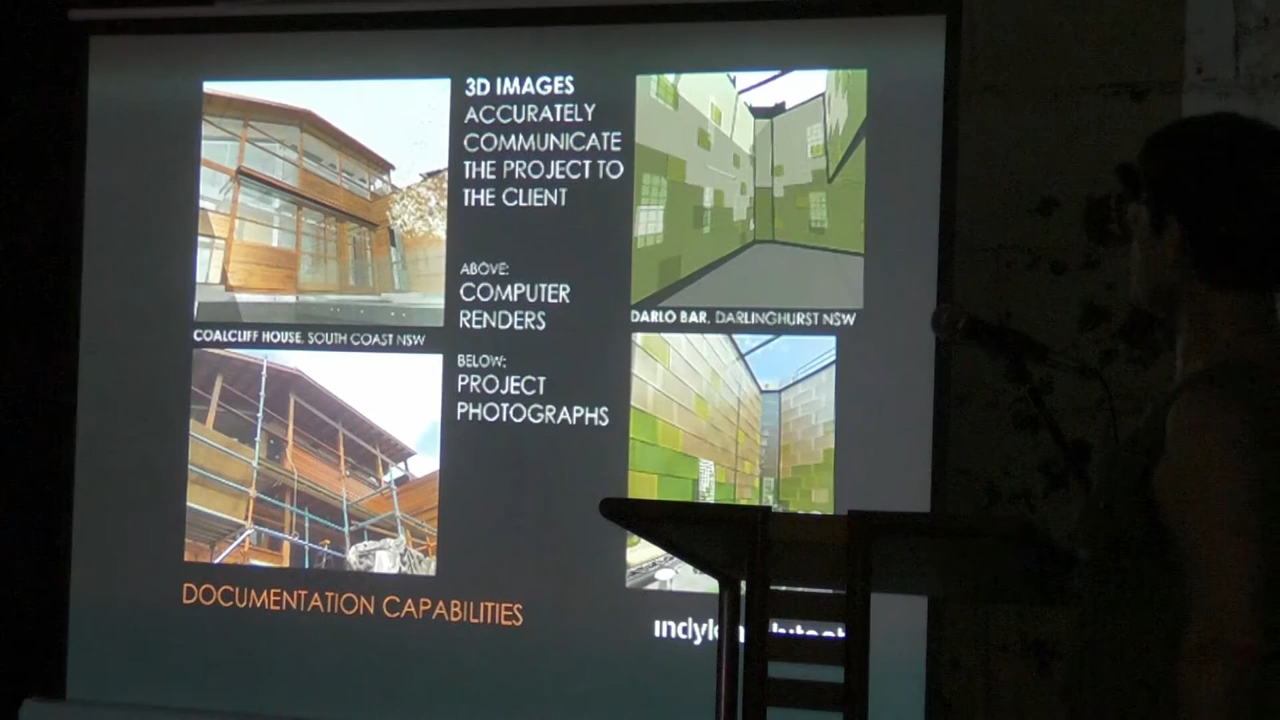 3D IMAGES
ACCURATELY
COMMUNICATE
THE PROJECT TO
THE CLIENT
ABOVE:
COMPUTER
RENDERS
BELOW:
PROJECT
PHOTOGRAPHS
COALCLIFF HOUSE, SOUTH COAST NSW
DARLO BAR, DARLINGHURST NSW
DOCUMENTATION CAPABILITIES